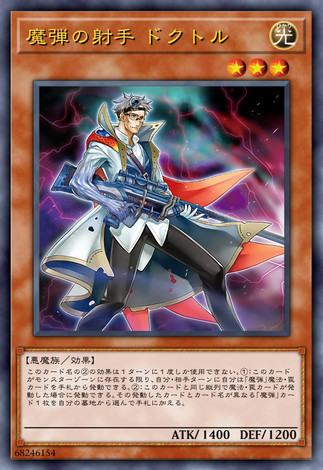 魔弾の射手 ドクトル
光
【悪魔族／効果】
このカード名の②の効果は１ターンに１度しか使用できない。①：このカード
がモンスターゾーンに存在する限り、自分・相手ターンに自分は「魔弾」魔法・罠
カードを手札から発動できる。②：このカードと同じ縦列で魔法・罠カードが発
動した場合に発動できる。その発動したカードとカード名が異なる「魔弾」カー
ド１枚を自分の墓地から選んで手札に加える。
ATK/ 1400 DEF/ 1200
68246154